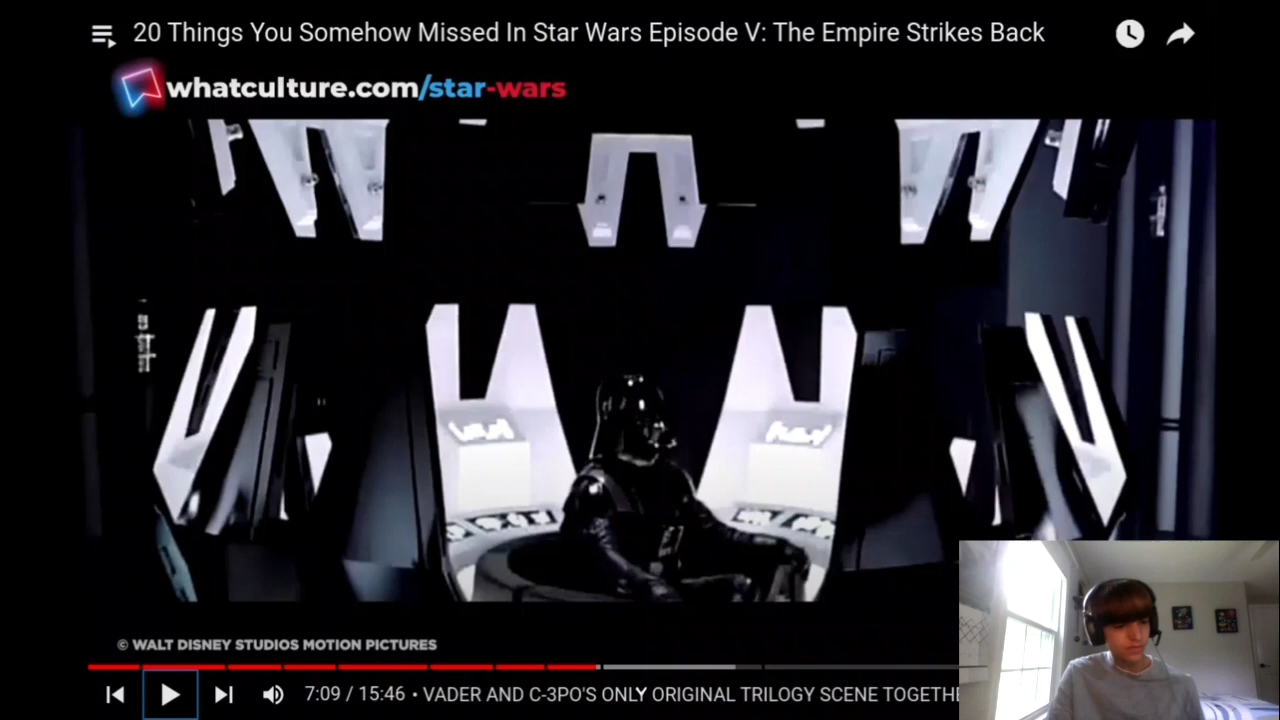 20 Things You Somehow Missed In Star Wars Episode V: The Empire Strikes Back
whatculture.com/star-wars
© WALT DISNEY STUDIOS MOTION PICTURES
7:09 / 15:46 • VADER AND C-3PO'S ONLY ORIGINAL TRILOGY SCENE